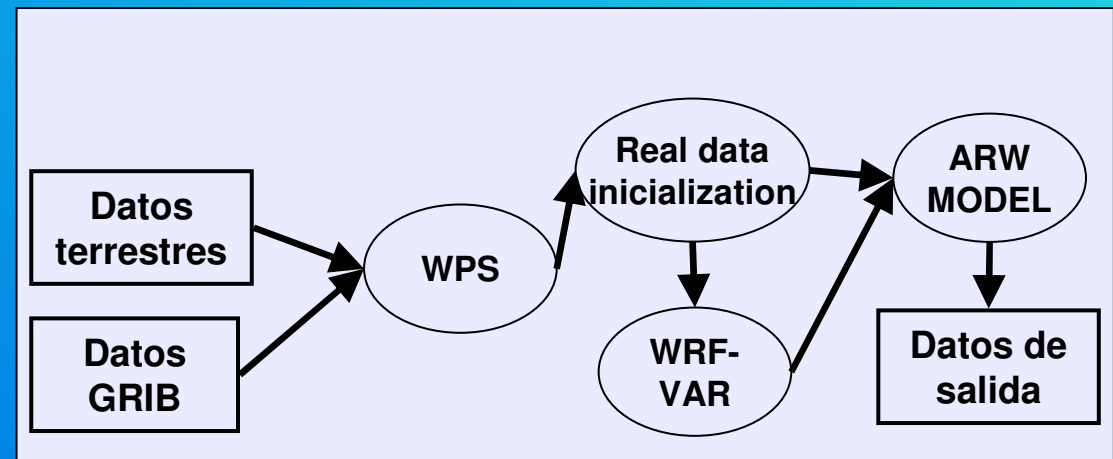 Datos
terrestres
Datos
GRIB
WPS
Real data
inicialization
WRF-
VAR
ARW
MODEL
Datos de
salida